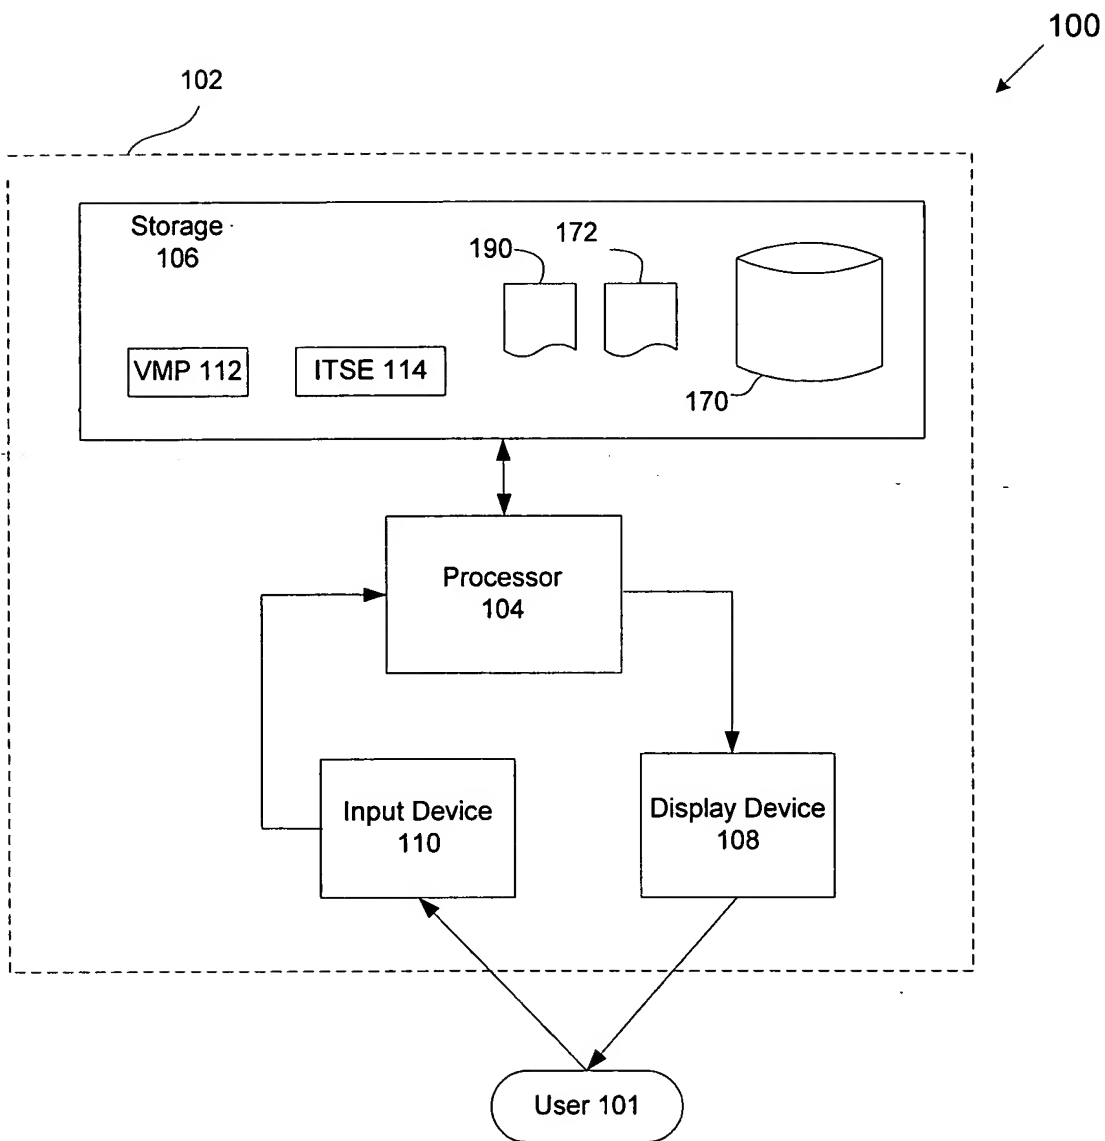 100
102
Storage
106
190
172
VMP 112
ITSE 114
170
Processor
104
Input Device
110
Display Device
108
User 101